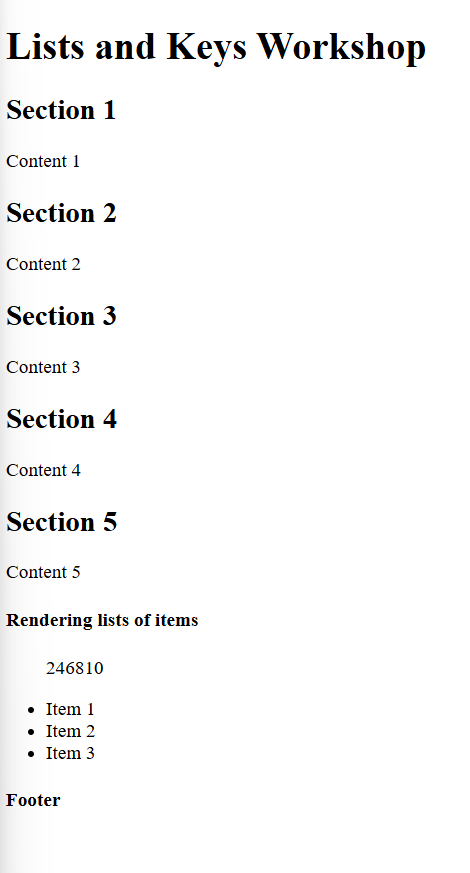 Lists and Keys Workshop
Section 1
Content 1
Section 2
Content 2
Section 3
Content 3
Section 4
Content 4
Section 5
Content 5
Rendering lists of items
246810
Item 1
Item 2
Item 3
Footer